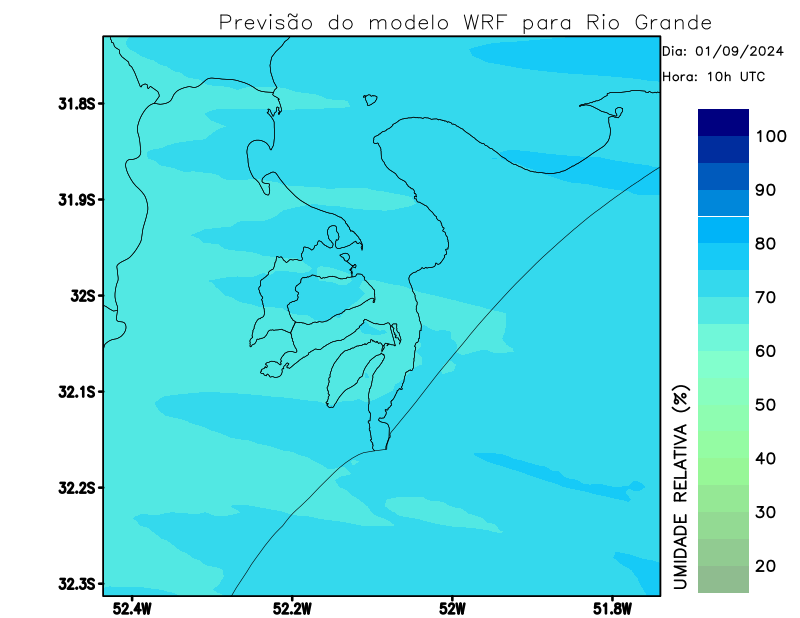 Previsão do modelo WRF para Rio Grande
Dia: 01/09/2024
Hora: 10h UTC
31.8S
31.9S
32S
32.1S
32.2S
32.3S
52.4W
52.2W
52W
51.8W
100
90
80
70
60
50
40
30
20
UMIDADE RELATIVA (%)